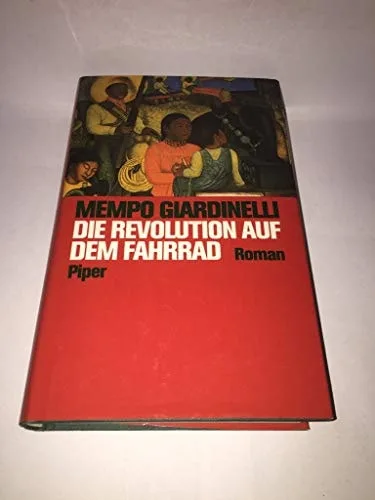 MEMPO GIARDINELLI
DIE REVOLUTION AUF
DEM FAHRRAD Roman
Piper